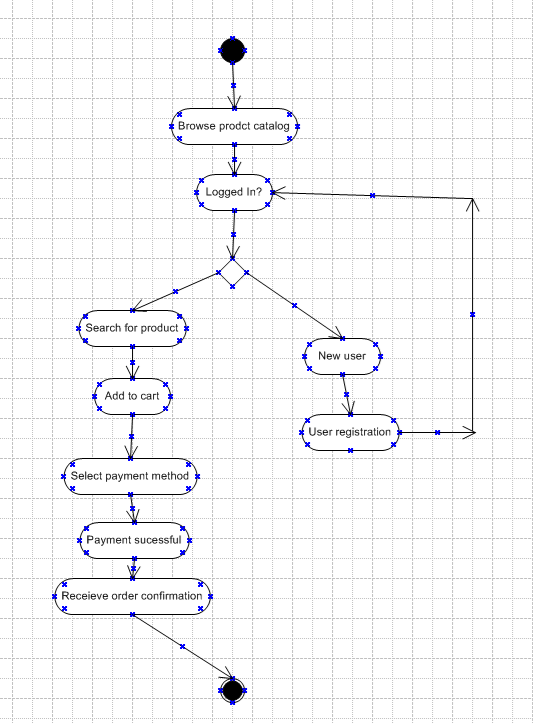 Browse prodct catalog
Logged In?
Search for product
New user
Add to cart
User registration
Select payment method
Payment sucessful
Receieve order confirmation